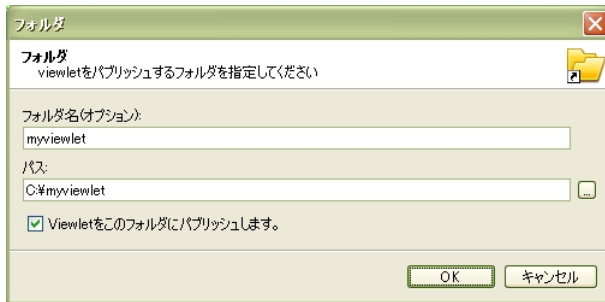 フォルダ
フォルダ
viewletをパブリッシュするフォルダを指定してください
フォルダ名(オプション):
myviewlet
パス:
C:¥myviewlet
...
Viewletをこのフォルダにパブリッシュします。
OK
キャンセル